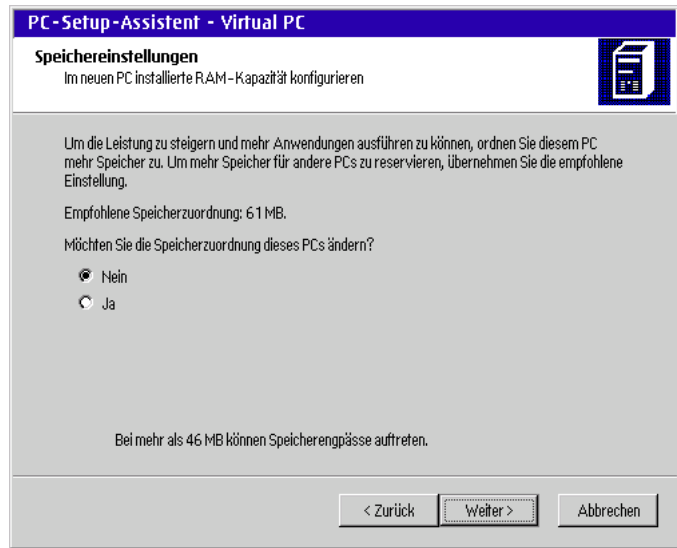 PC-Setup-Assistent - Virtual PC
Speichereinstellungen
Im neuen PC installierte RAM-Kapazität konfigurieren
Um die Leistung zu steigern und mehr Anwendungen ausführen zu können, ordnen Sie diesem PC
mehr Speicher zu. Um mehr Speicher für andere PCs zu reservieren, übernehmen Sie die empfohlene
Einstellung.
Empfohlene Speicherzuordnung: 61 MB.
Möchten Sie die Speicherzuordnung dieses PCs ändern?
Nein
Ja
Bei mehr als 46 MB können Speicherengpässe auftreten.
< Zurück Weiter > Abbrechen